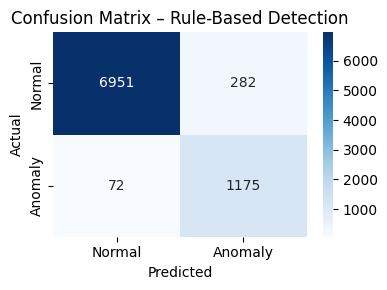 Confusion Matrix – Rule-Based Detection
Actual
Normal
Anomaly
6951
282
72
1175
Normal
Anomaly
Predicted
6000
5000
4000
3000
2000
1000